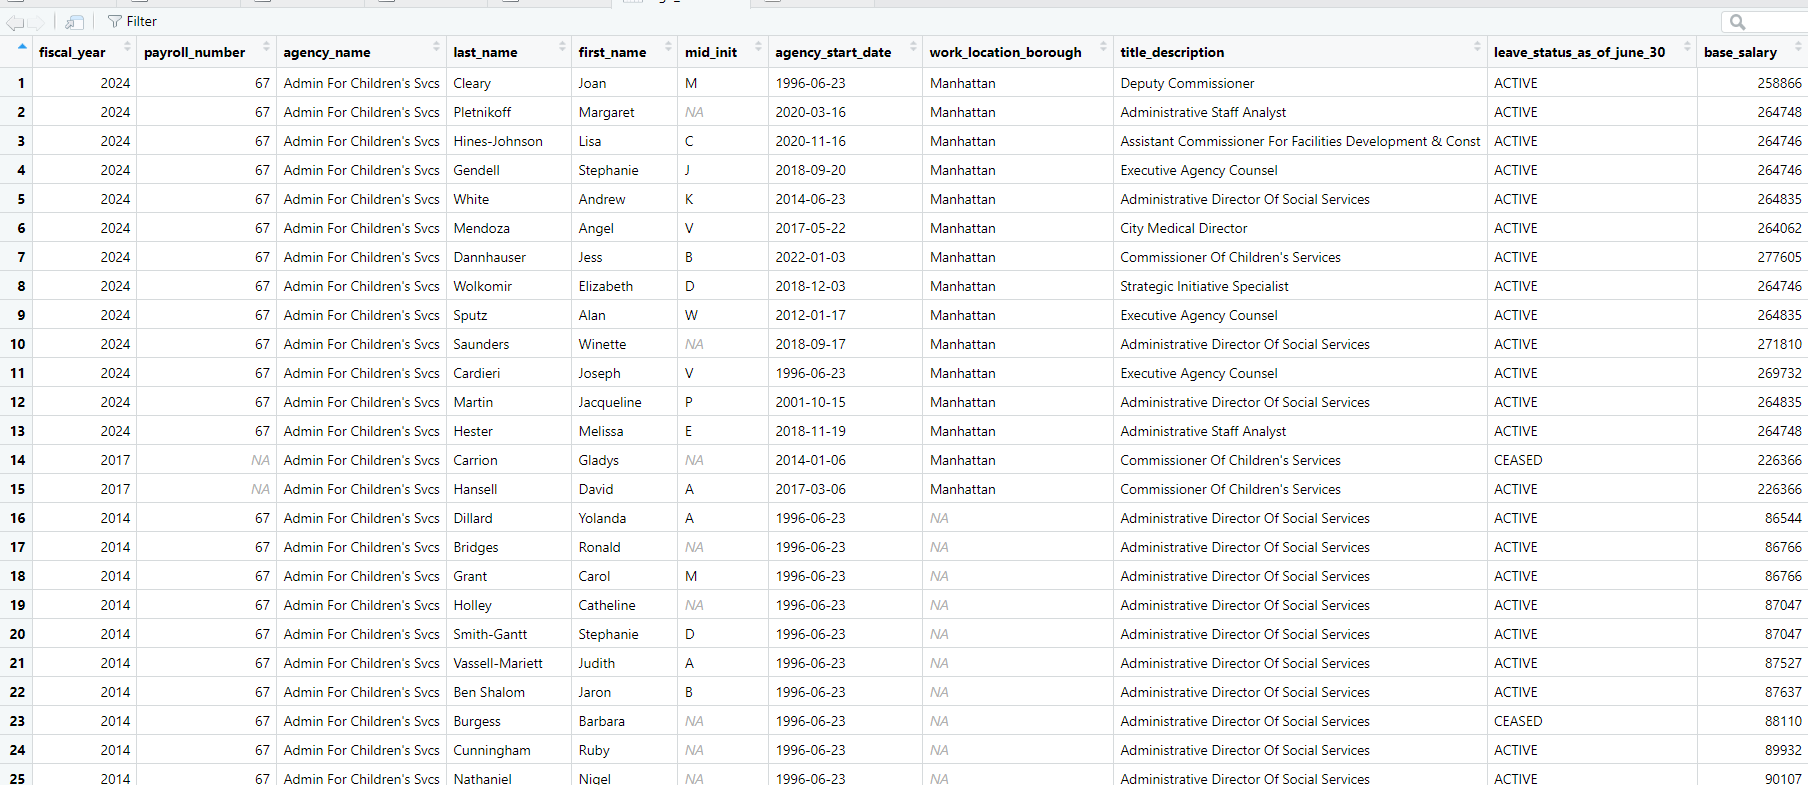 Filter
fiscal_year payroll_number agency_name last_name first_name mid_init agency_start_date work_location_borough title_description leave_status_as_of_june_30 base_salary
1 2024 67 Admin For Children's Svcs Cleary Joan M 1996-06-23 Manhattan Deputy Commissioner ACTIVE 258866
2 2024 67 Admin For Children's Svcs Pletnikoff Margaret NA 2020-03-16 Manhattan Administrative Staff Analyst ACTIVE 264748
3 2024 67 Admin For Children's Svcs Hines-Johnson Lisa C 2020-11-16 Manhattan Assistant Commissioner For Facilities Development & Const ACTIVE 264746
4 2024 67 Admin For Children's Svcs Gendell Stephanie J 2018-09-20 Manhattan Executive Agency Counsel ACTIVE 264746
5 2024 67 Admin For Children's Svcs White Andrew K 2014-06-23 Manhattan Administrative Director Of Social Services ACTIVE 264835
6 2024 67 Admin For Children's Svcs Mendoza Angel V 2017-05-22 Manhattan City Medical Director ACTIVE 264062
7 2024 67 Admin For Children's Svcs Dannhauser Jess B 2022-01-03 Manhattan Commissioner Of Children's Services ACTIVE 277605
8 2024 67 Admin For Children's Svcs Wolkomir Elizabeth D 2018-12-03 Manhattan Strategic Initiative Specialist ACTIVE 264746
9 2024 67 Admin For Children's Svcs Sputz Alan W 2012-01-17 Manhattan Executive Agency Counsel ACTIVE 264835
10 2024 67 Admin For Children's Svcs Saunders Winette NA 2018-09-17 Manhattan Administrative Director Of Social Services ACTIVE 271810
11 2024 67 Admin For Children's Svcs Cardieri Joseph V 1996-06-23 Manhattan Executive Agency Counsel ACTIVE 269732
12 2024 67 Admin For Children's Svcs Martin Jacqueline P 2001-10-15 Manhattan Administrative Director Of Social Services ACTIVE 264835
13 2024 67 Admin For Children's Svcs Hester Melissa E 2018-11-19 Manhattan Administrative Staff Analyst ACTIVE 264748
14 2017 NA Admin For Children's Svcs Carrion Gladys NA 2014-01-06 Manhattan Commissioner Of Children's Services CEASED 226366
15 2017 NA Admin For Children's Svcs Hansell David A 2017-03-06 Manhattan Commissioner Of Children's Services ACTIVE 226366
16 2014 67 Admin For Children's Svcs Dillard Yolanda A 1996-06-23 NA Administrative Director Of Social Services ACTIVE 86544
17 2014 67 Admin For Children's Svcs Bridges Ronald NA 1996-06-23 NA Administrative Director Of Social Services ACTIVE 86766
18 2014 67 Admin For Children's Svcs Grant Carol M 1996-06-23 NA Administrative Director Of Social Services ACTIVE 86766
19 2014 67 Admin For Children's Svcs Holley Catheline NA 1996-06-23 NA Administrative Director Of Social Services ACTIVE 87047
20 2014 67 Admin For Children's Svcs Smith-Gantt Stephanie D 1996-06-23 NA Administrative Director Of Social Services ACTIVE 87047
21 2014 67 Admin For Children's Svcs Vassell-Mariett Judith A 1996-06-23 NA Administrative Director Of Social Services ACTIVE 87527
22 2014 67 Admin For Children's Svcs Ben Shalom Jaron B 1996-06-23 NA Administrative Director Of Social Services ACTIVE 87637
23 2014 67 Admin For Children's Svcs Burgess Barbara NA 1996-06-23 NA Administrative Director Of Social Services CEASED 88110
24 2014 67 Admin For Children's Svcs Cunningham Ruby NA 1996-06-23 NA Administrative Director Of Social Services ACTIVE 89932
25 2014 67 Admin For Children's Svcs Nathaniel Nigel NA 1996-06-23 NA Administrative Director Of Social Services ACTIVE 90107